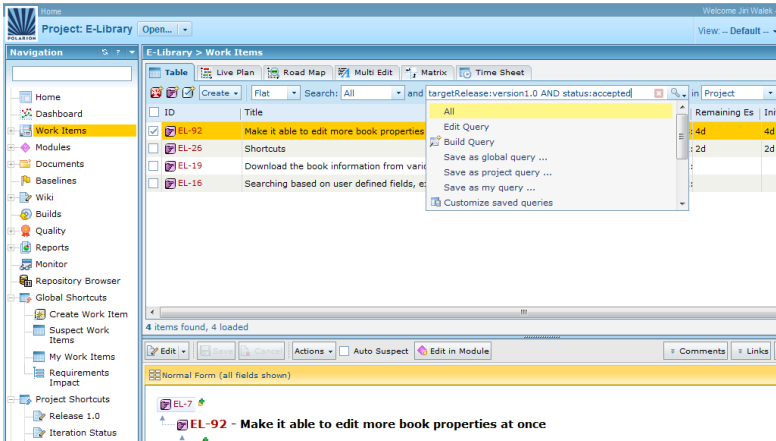 Home
Welcome Jiri Walek
POLARION
Project: E-Library
Open...
View: -- Default --
Navigation
E-Library > Work Items
Table
Live Plan
Road Map
Multi Edit
Matrix
Time Sheet
Create
Flat
Search: All
and targetRelease:version1.0 AND status:accepted
in Project
ID
Title
Remaining Es
Ini
EL-92
Make it able to edit more book properties
4d
4d
EL-26
Shortcuts
2d
2d
EL-19
Download the book information from vari
EL-16
Searching based on user defined fields, e
All
Edit Query
Build Query
Save as global query ...
Save as project query ...
Save as my query ...
Customize saved queries
Home
Dashboard
Work Items
Modules
Documents
Baselines
Wiki
Builds
Quality
Reports
Monitor
Repository Browser
Global Shortcuts
Create Work Item
Suspect Work
Items
My Work Items
Requirements
Impact
Project Shortcuts
Release 1.0
Iteration Status
4 items found, 4 loaded
Edit
Save
Cancel
Actions
Auto Suspect
Edit in Module
Comments
Links
Normal Form (all fields shown)
EL-7
EL-92 - Make it able to edit more book properties at once